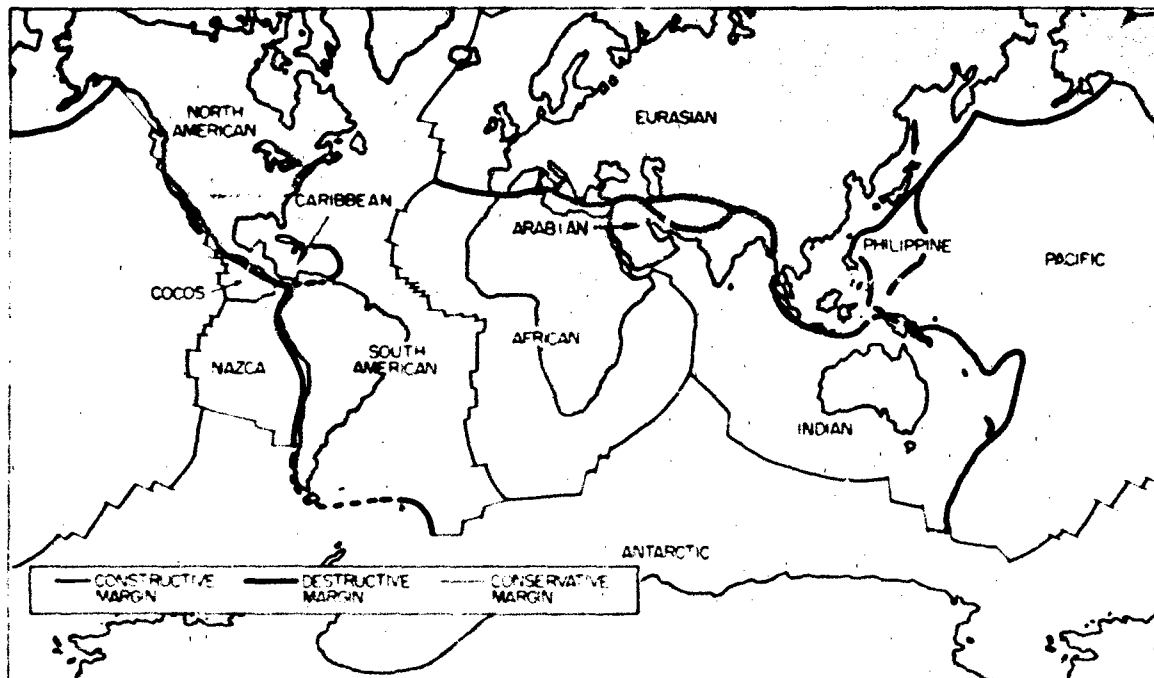 NORTH
AMERICAN
EURASIAN
CARIBBEAN
ARABIAN
PHILIPPINE
PACIFIC
COCOS
NAZCA
SOUTH
AMERICAN
AFRICAN
INDIAN
ANTARCTIC
CONSTRUCTIVE
MARGIN
DESTRUCTIVE
MARGIN
CONSERVATIVE
MARGIN